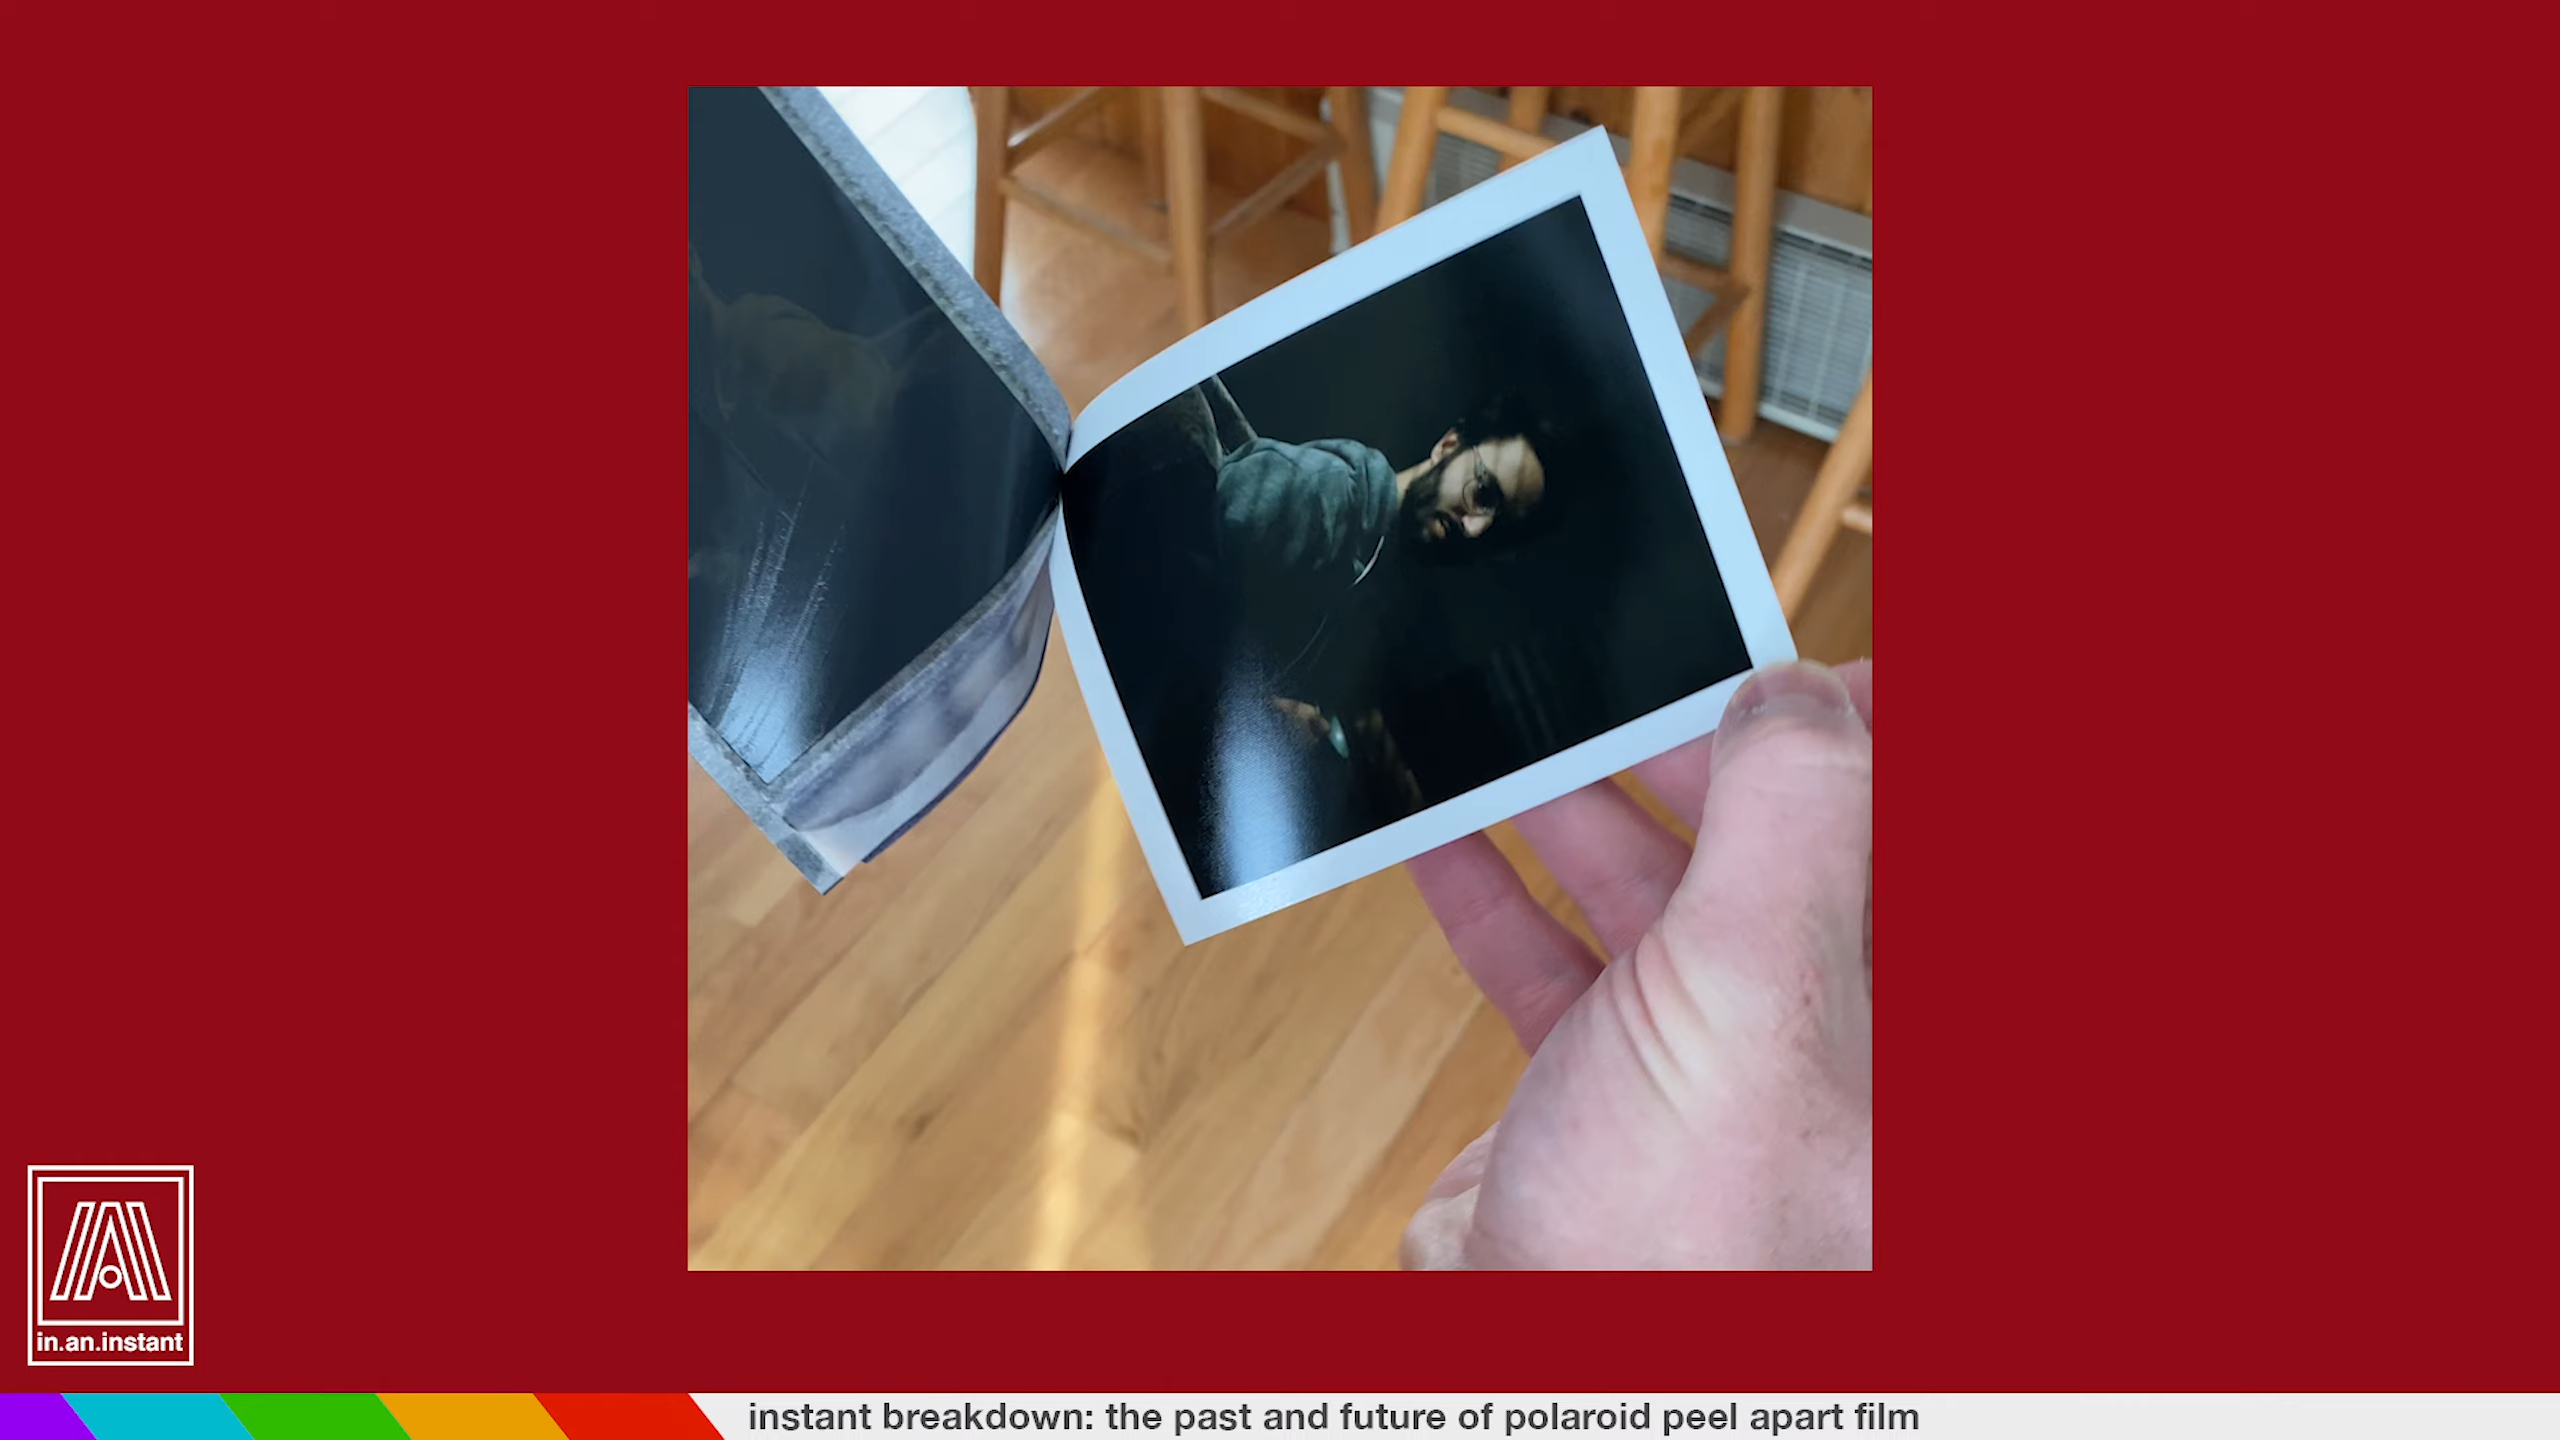 in.an.instant
instant breakdown: the past and future of polaroid peel apart film